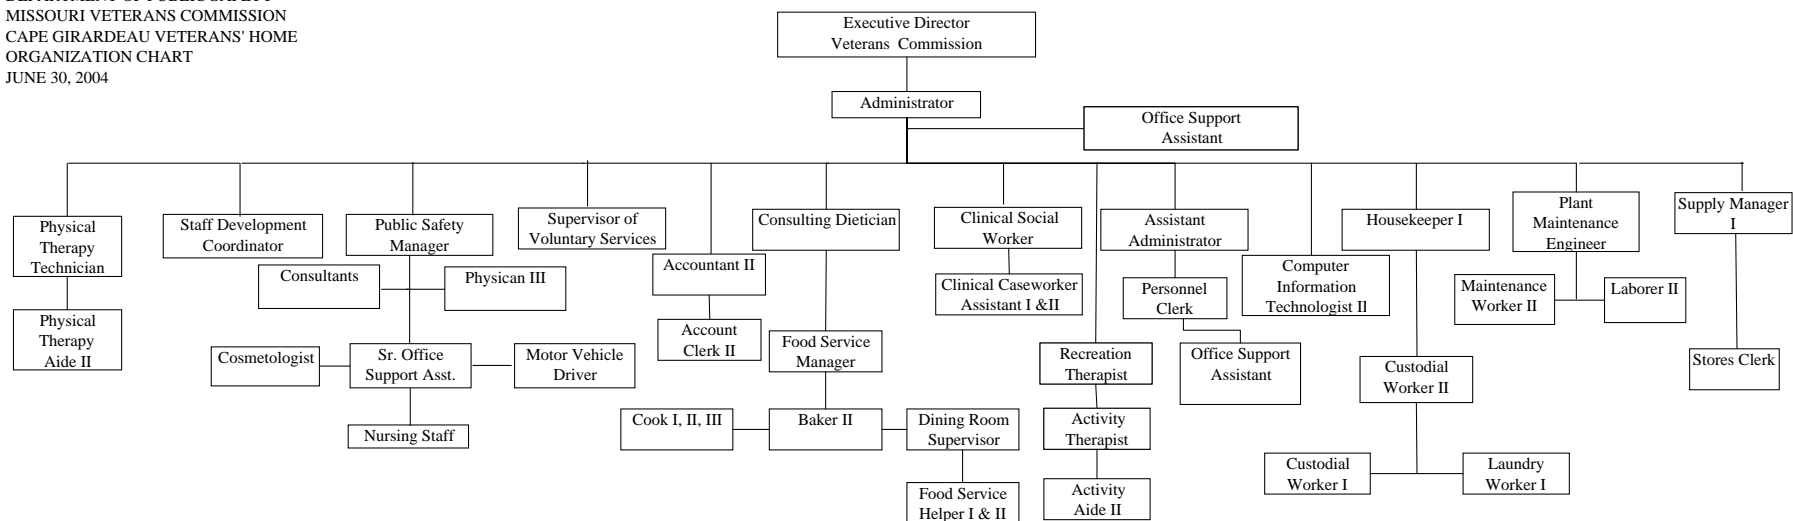 DEPARTMENT OF PUBLIC SAFETY
MISSOURI VETERANS COMMISSION
CAPE GIRARDEAU VETERANS' HOME
ORGANIZATION CHART
JUNE 30, 2004
Executive Director
Veterans Commission
Administrator
Office Support
Assistant
Physical
Therapy
Technician
Staff Development
Coordinator
Public Safety
Manager
Supervisor of
Voluntary Services
Accountant II
Consulting Dietician
Clinical Social
Worker
Assistant
Administrator
Housekeeper I
Plant
Maintenance
Engineer
Supply Manager
I
Consultants
Physican III
Clinical Caseworker
Assistant I &II
Personnel
Clerk
Computer
Information
Technologist II
Maintenance
Worker II
Laborer II
Physical
Therapy
Aide II
Account
Clerk II
Food Service
Manager
Cosmetologist
Sr. Office
Support Asst.
Motor Vehicle
Driver
Recreation
Therapist
Office Support
Assistant
Custodial
Worker II
Stores Clerk
Nursing Staff
Cook I, II, III
Baker II
Dining Room
Supervisor
Activity
Therapist
Custodial
Worker I
Laundry
Worker I
Food Service
Helper I & II
Activity
Aide II